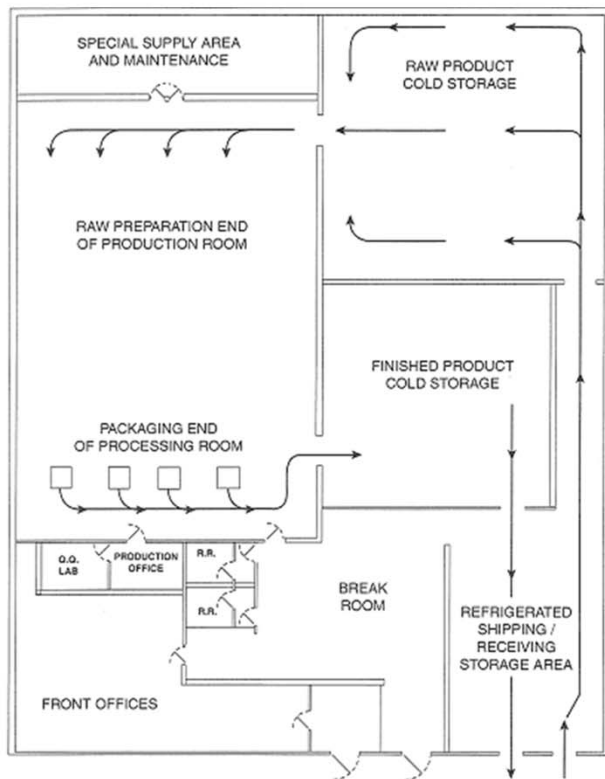 SPECIAL SUPPLY AREA
AND MAINTENANCE
RAW PRODUCT
COLD STORAGE
RAW PREPARATION END
OF PRODUCTION ROOM
FINISHED PRODUCT
COLD STORAGE
PACKAGING END
OF PROCESSING ROOM
Q.Q.
LAB
PRODUCTION
OFFICE
R.R.
R.R.
BREAK
ROOM
REFRIGERATED
SHIPPING /
RECEIVING
STORAGE AREA
FRONT OFFICES